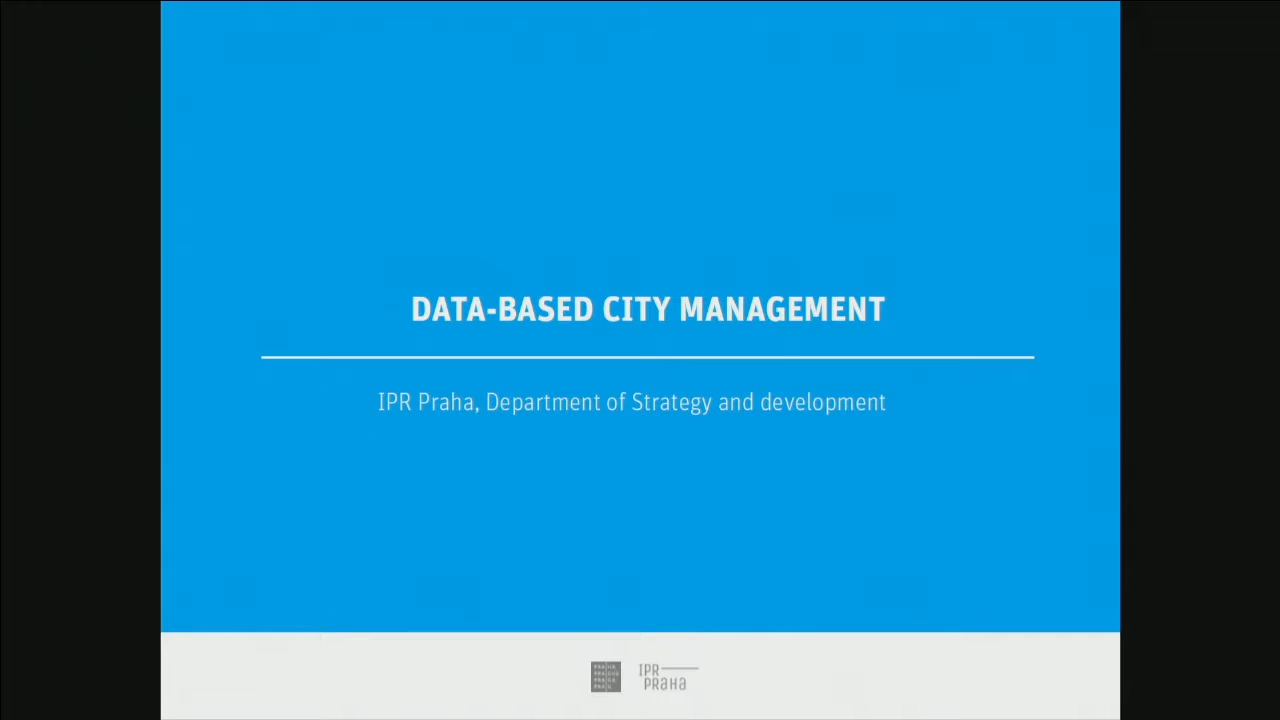 DATA-BASED CITY MANAGEMENT
IPR Praha, Department of Strategy and development
IPR
PRAHA